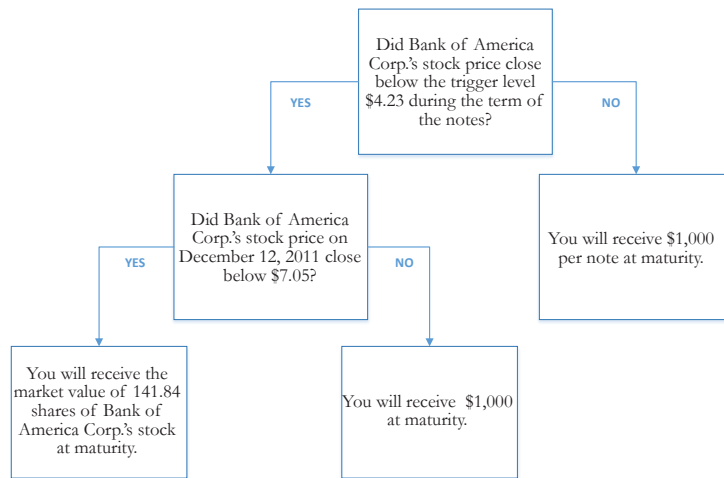 Did Bank of America
Corp.'s stock price close
below the trigger level
$4.23 during the term of
the notes?
YES
NO
Did Bank of America
Corp.'s stock price on
December 12, 2011 close
below $7.05?
You will receive $1,000
per note at maturity.
YES
NO
You will receive the
market value of 141.84
shares of Bank of
America Corp.'s stock
at maturity.
You will receive $1,000
at maturity.